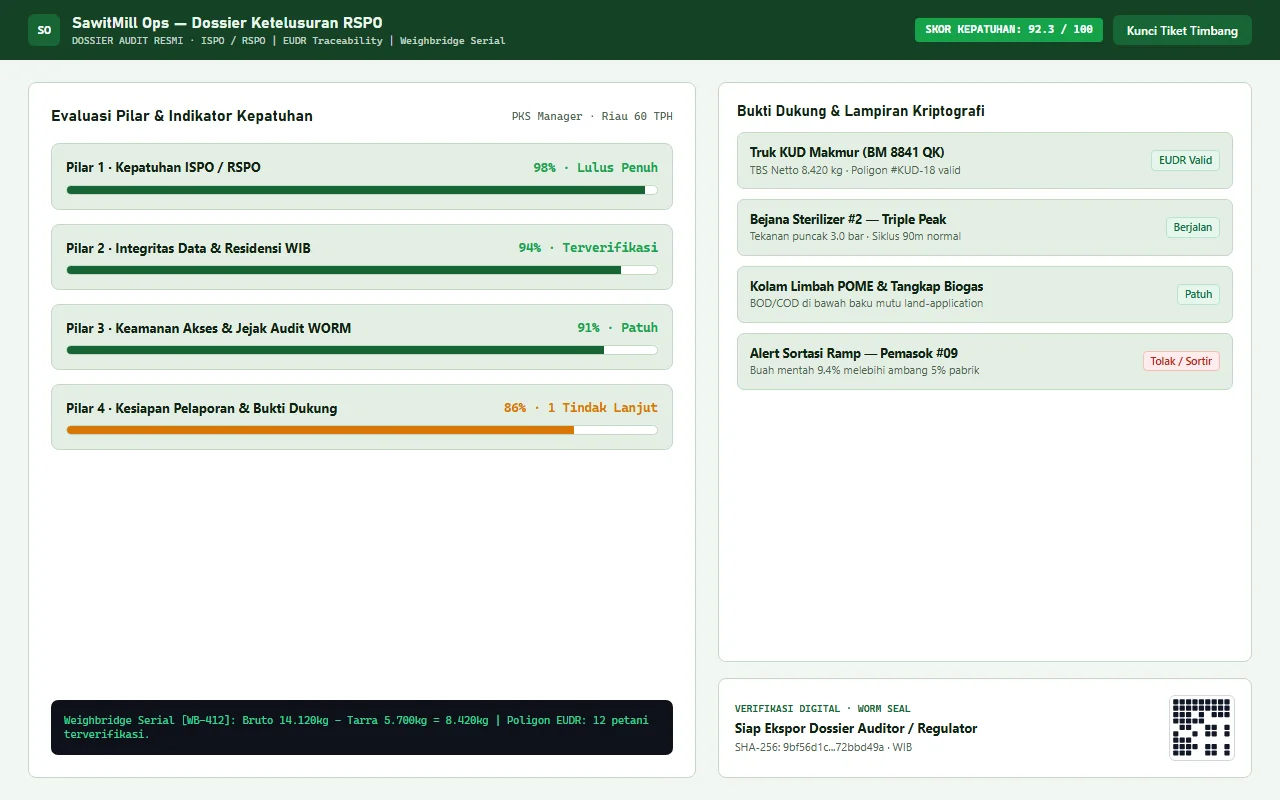 SO
SawitMill Ops — Dossier Ketelusuran RSPO
DOSSIER AUDIT RESMI · ISPO / RSPO | EUDR Traceability | Weighbridge Serial
SKOR KEPATUHAN: 92.3 / 100
Kunci Tiket Timbang
Evaluasi Pilar & Indikator Kepatuhan
PKS Manager · Riau 60 TPH
Pilar 1 · Kepatuhan ISPO / RSPO
98% · Lulus Penuh
Pilar 2 · Integritas Data & Residensi WIB
94% · Terverifikasi
Pilar 3 · Keamanan Akses & Jejak Audit WORM
91% · Patuh
Pilar 4 · Kesiapan Pelaporan & Bukti Dukung
86% · 1 Tindak Lanjut
Weighbridge Serial [WB-412]: Bruto 14.120kg - Tarra 5.700kg = 8.420kg | Poligon EUDR: 12 petani
terverifikasi.
Bukti Dukung & Lampiran Kriptografi
Truk KUD Makmur (BM 8841 QK)
TBS Netto 8,420 kg · Poligon #KUD-18 valid
EUDR Valid
Bejana Sterilizer #2 — Triple Peak
Tekanan puncak 3.0 bar · Siklus 90m normal
Berjalan
Kolam Limbah POME & Tangkap Biogas
BOD/COD di bawah baku mutu land-application
Patuh
Alert Sortasi Ramp — Pemasok #09
Buah mentah 9.4% melebihi ambang 5% pabrik
Tolak / Sortir
VERIFIKASI DIGITAL · WORM SEAL
Siap Ekspor Dossier Auditor / Regulator
SHA-256: 9bf56d1c…72bbd49a · WIB